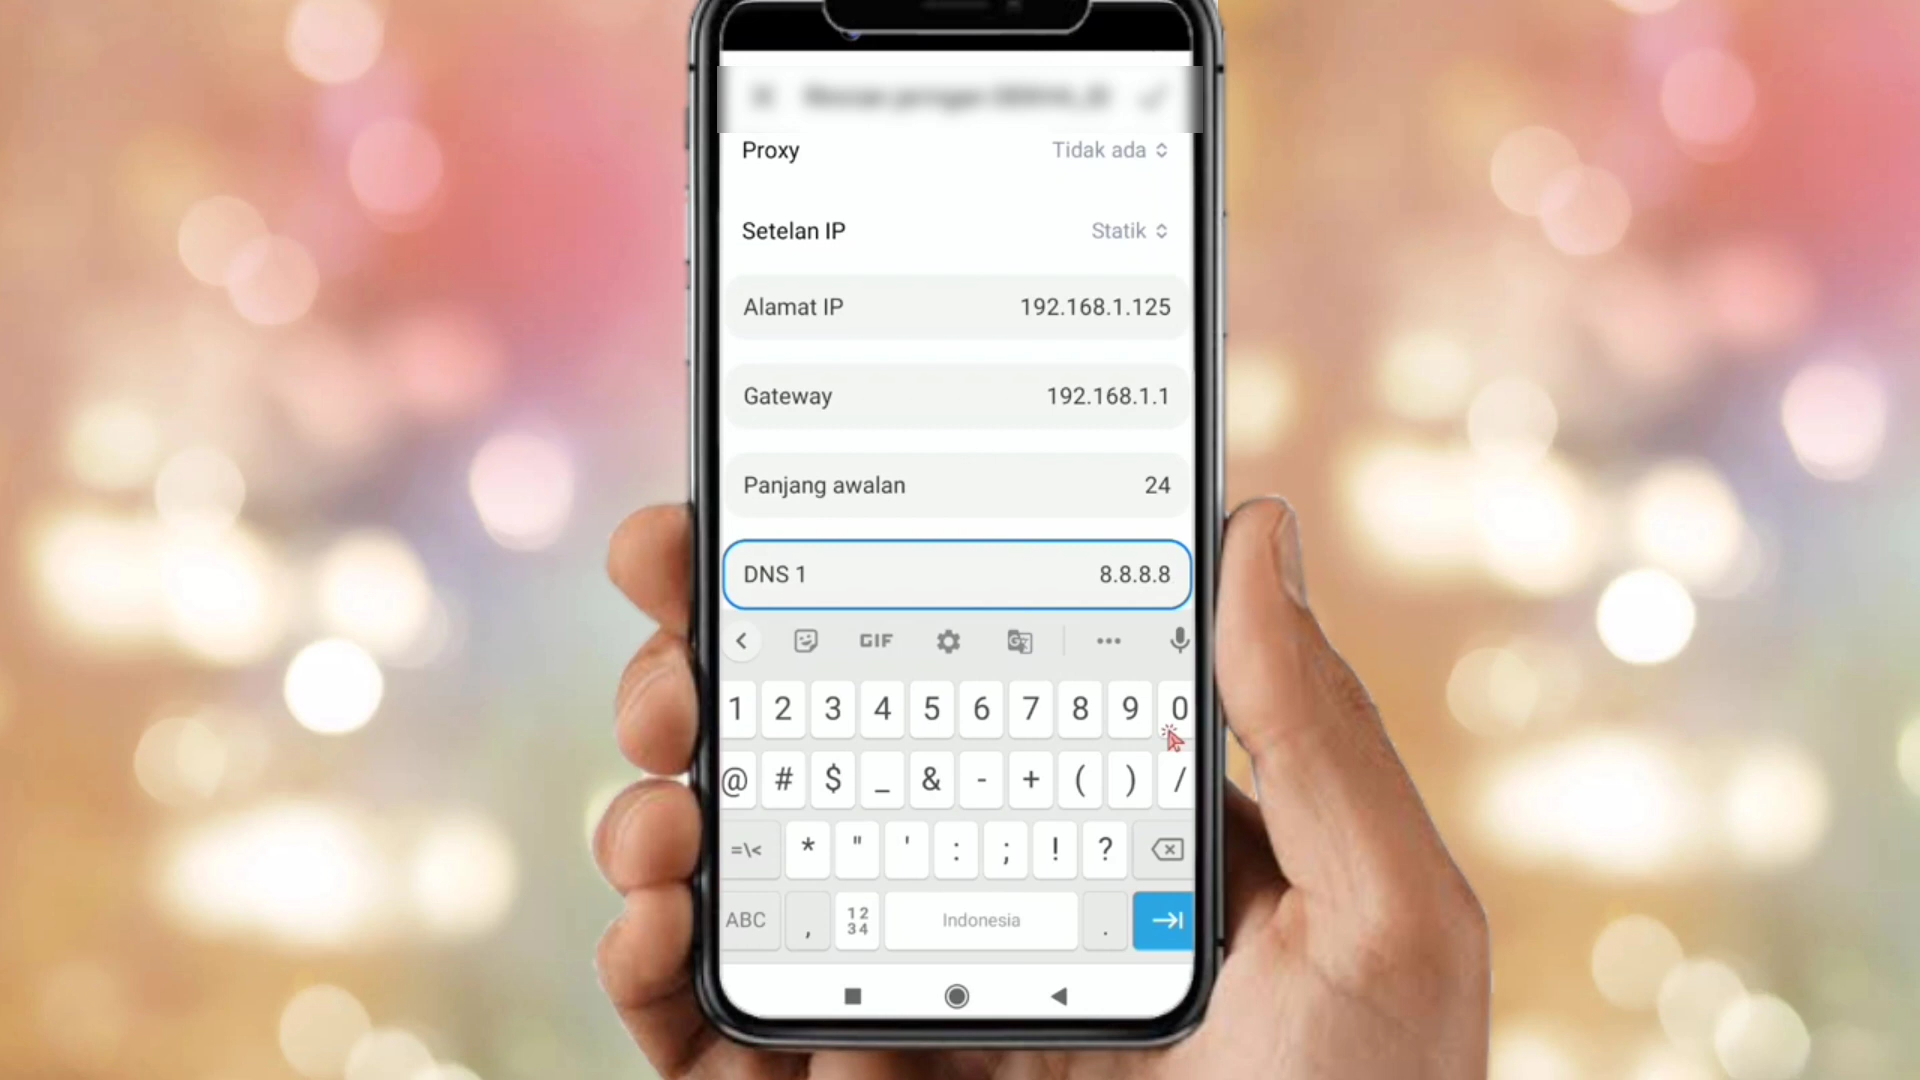 Proxy Tidak ada
Setelan IP Statik
Alamat IP 192.168.1.125
Gateway 192.168.1.1
Panjang awalan 24
DNS 1 8.8.8.8
GIF
1 2 3 4 5 6 7 8 9 0
@ # $ _ & - + ( ) /
=\< * " ' : ; ! ?
ABC , 12 34 Indonesia .